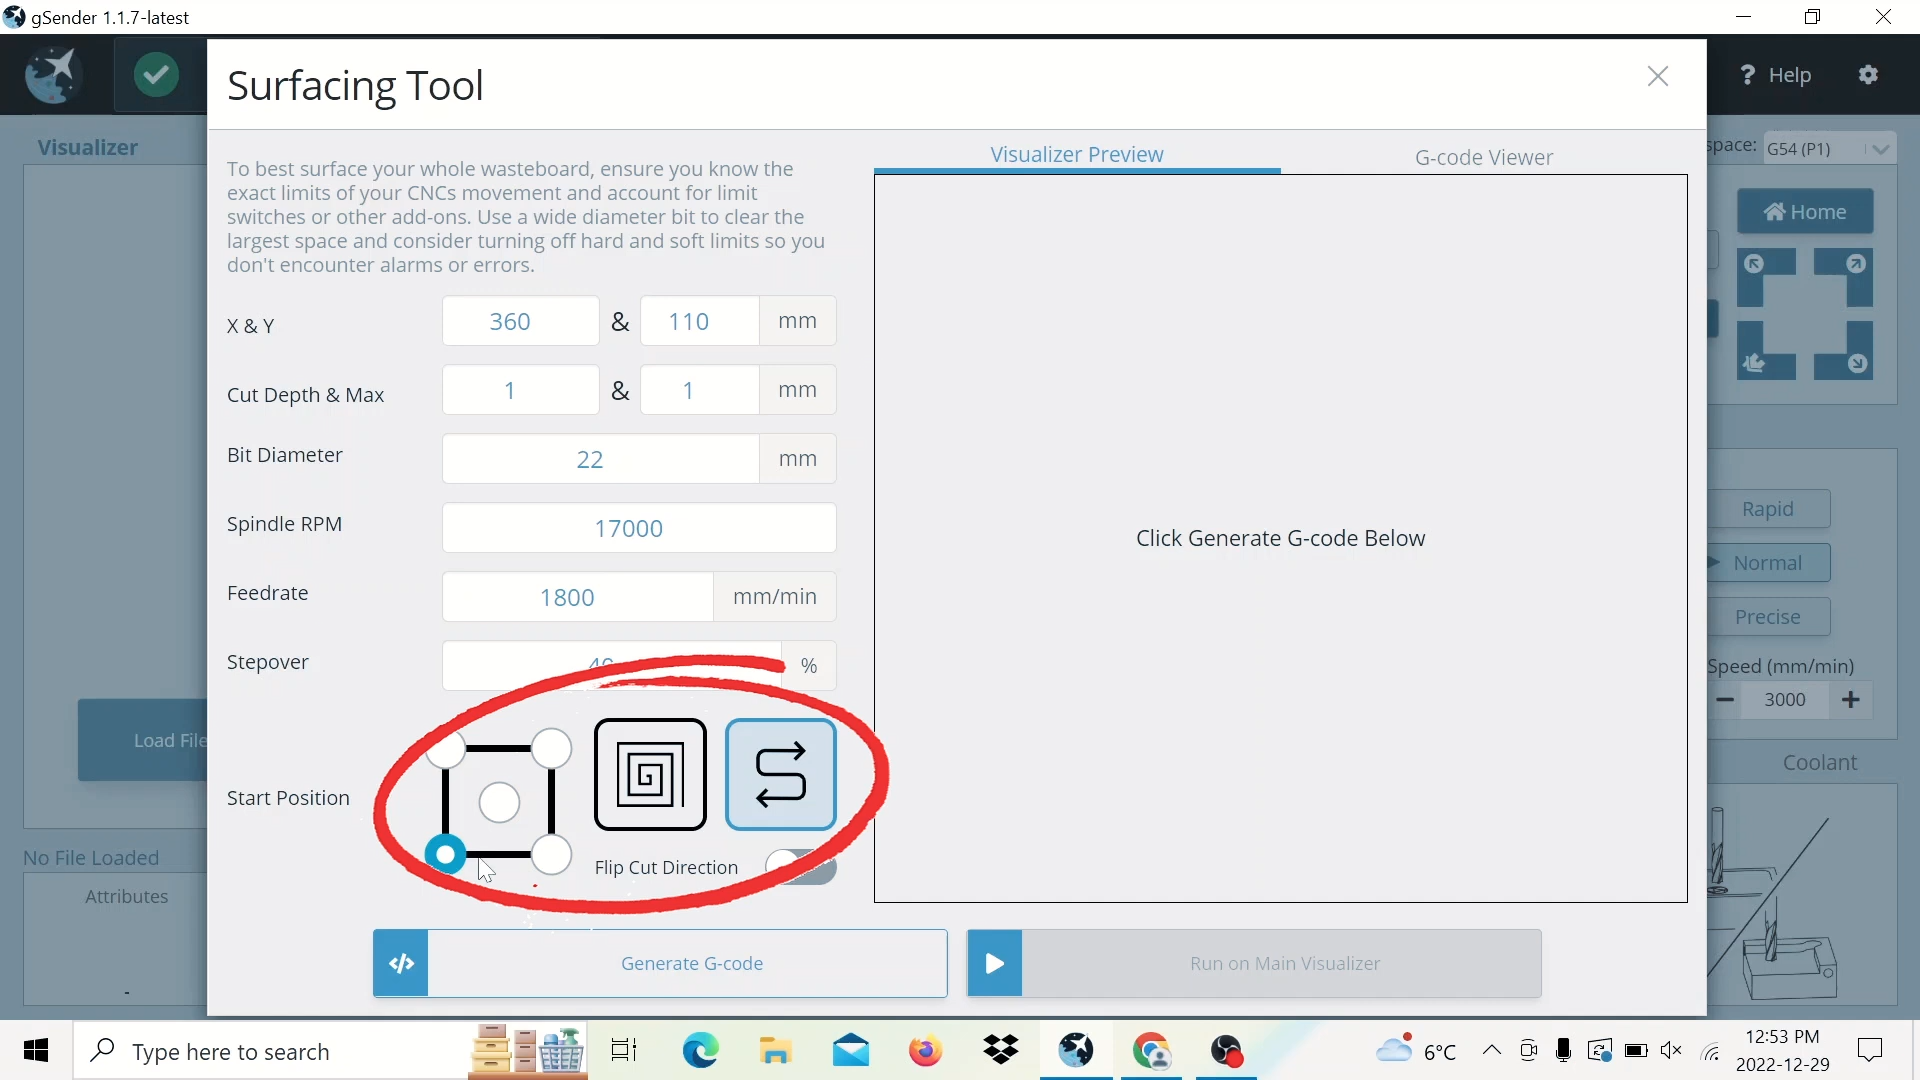 gSender 1.1.7-latest
Help
Surfacing Tool
Visualizer
To best surface your whole wasteboard, ensure you know the
exact limits of your CNCs movement and account for limit
switches or other add-ons. Use a wide diameter bit to clear the
largest space and consider turning off hard and soft limits so you
don't encounter alarms or errors.
X & Y 360 & 110 mm
Cut Depth & Max 1 & 1 mm
Bit Diameter 22 mm
Spindle RPM 17000
Feedrate 1800 mm/min
Stepover %
Start Position
Flip Cut Direction
Generate G-code
Visualizer Preview
G-code Viewer
Click Generate G-code Below
Run on Main Visualizer
space: G54 (P1)
Home
Rapid
Normal
Precise
Speed (mm/min)
3000
Coolant
Load File
No File Loaded
Attributes
-
Type here to search
6°C
12:53 PM
2022-12-29